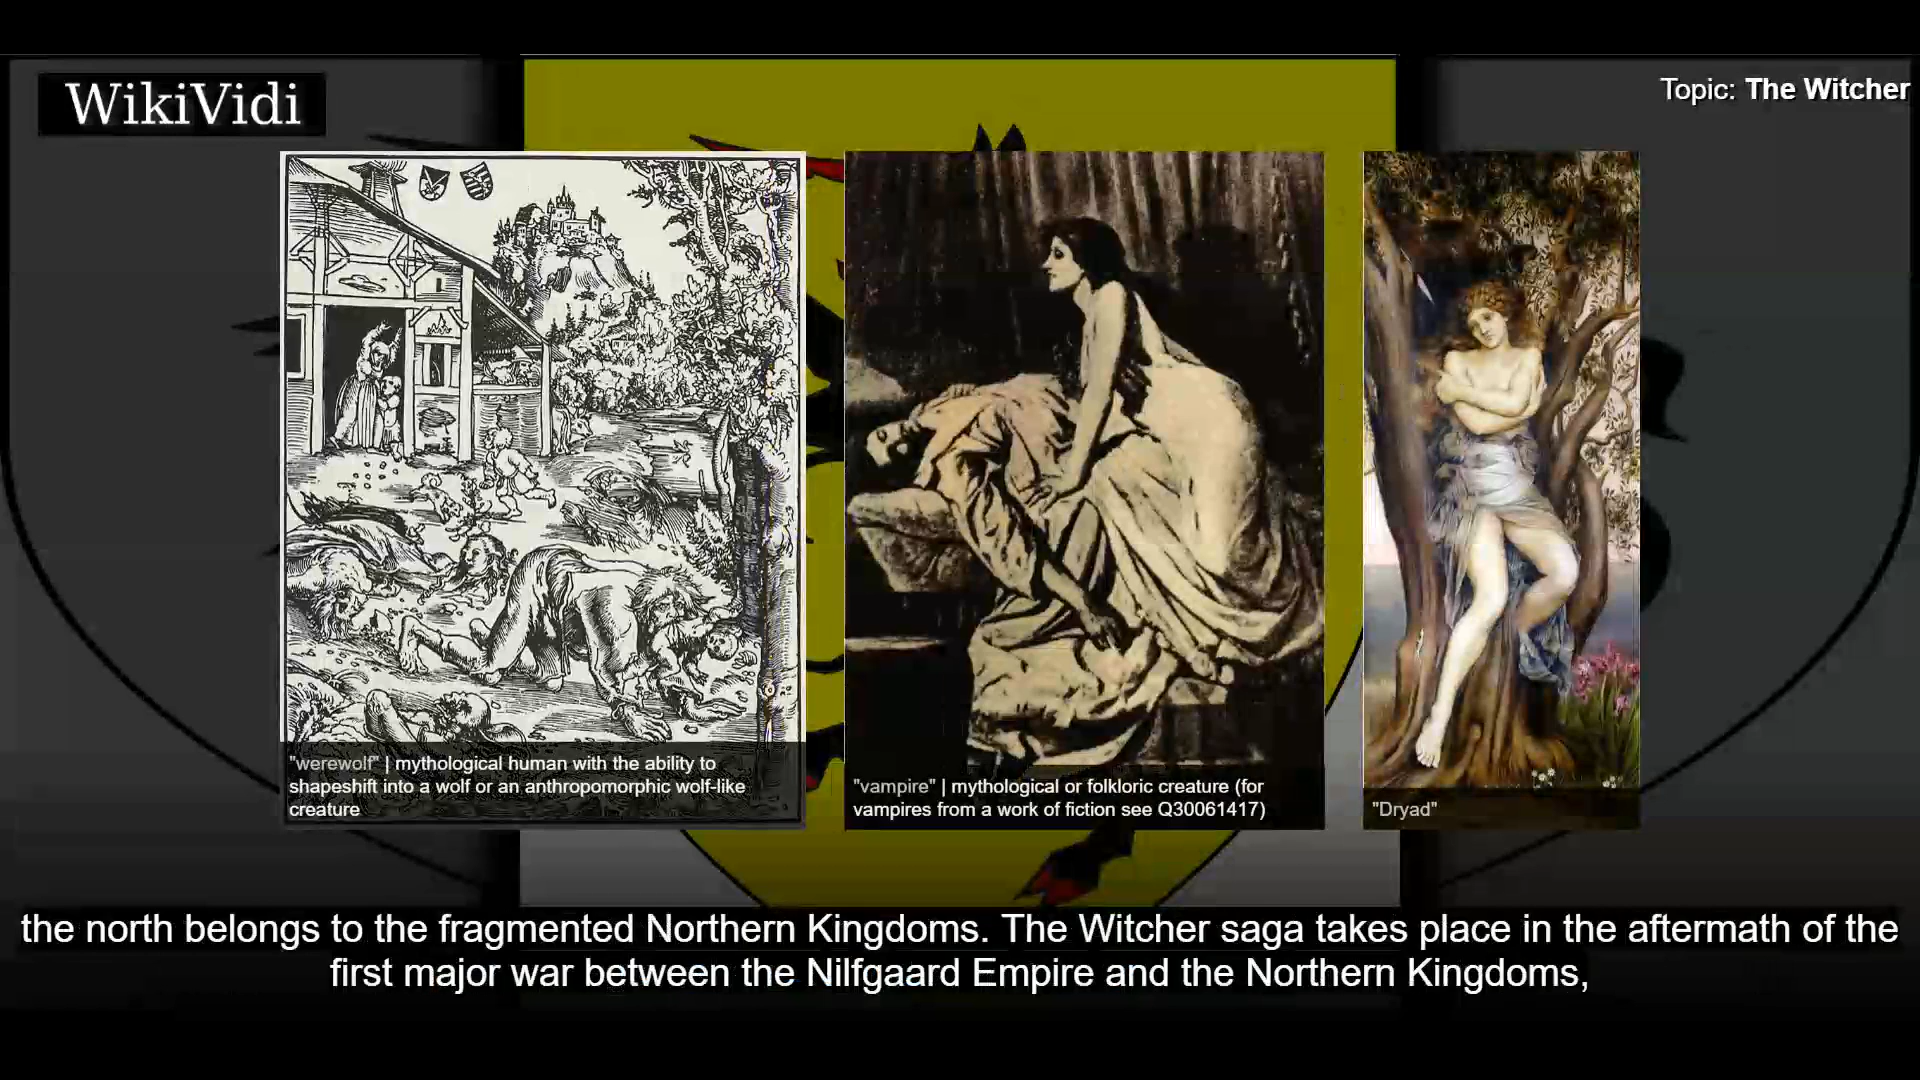 WikiVidi
Topic: The Witcher
"werewolf" | mythological human with the ability to
shapeshift into a wolf or an anthropomorphic wolf-like
creature
"vampire" | mythological or folkloric creature (for
vampires from a work of fiction see Q30061417)
"Dryad"
the north belongs to the fragmented Northern Kingdoms. The Witcher saga takes place in the aftermath of the
first major war between the Nilfgaard Empire and the Northern Kingdoms,